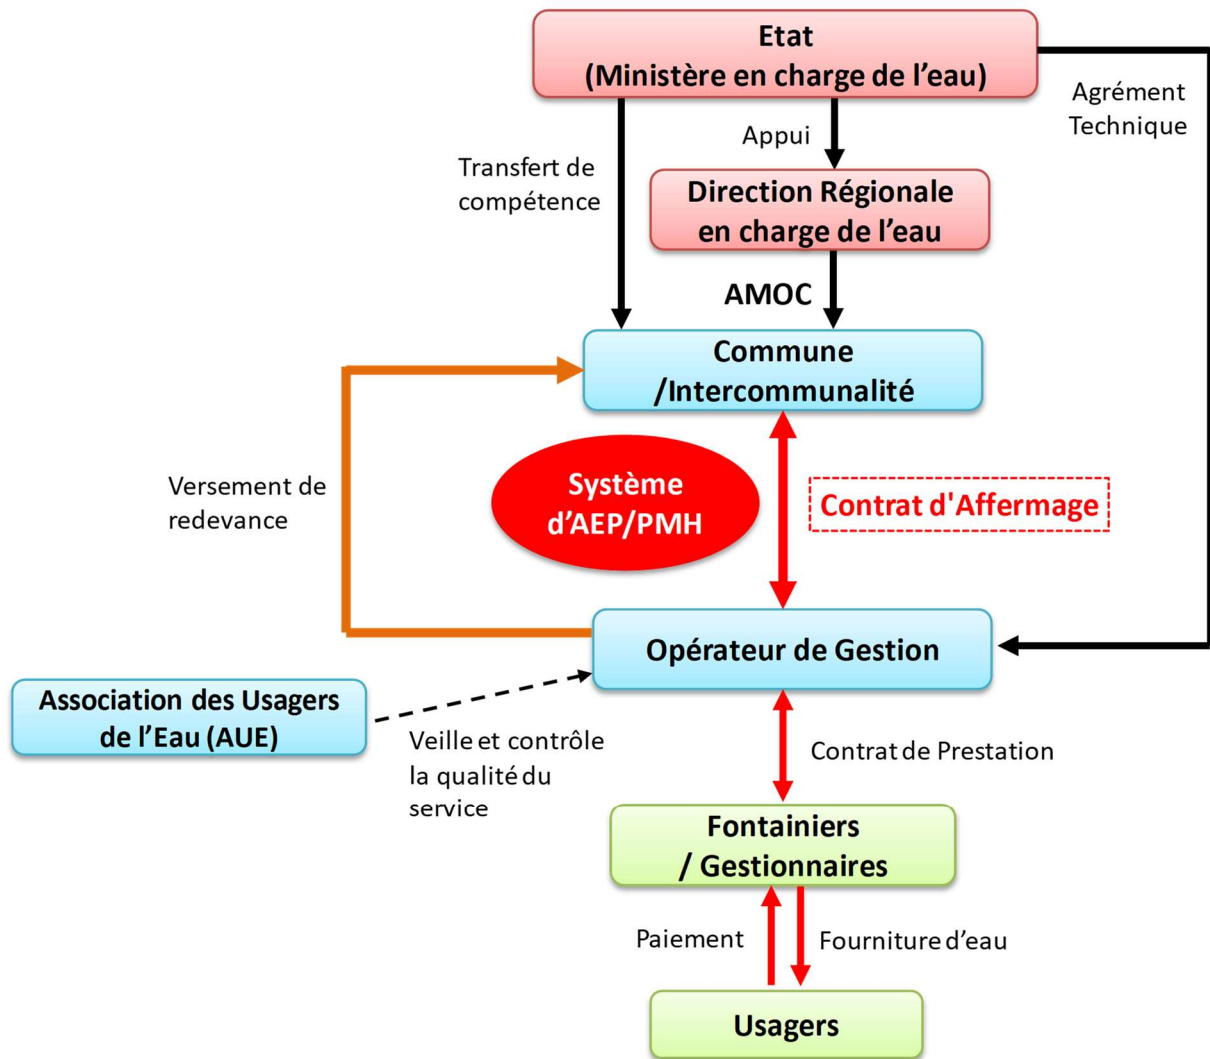 Etat
(Ministère en charge de l’eau)
Agrément
Technique
Appui
Transfert de
compétence
Direction Régionale
en charge de l’eau
AMOC
Commune
/Intercommunalité
Versement de
redevance
Système
d’AEP/PMH
Contrat d'Affermage
Opérateur de Gestion
Association des Usagers
de l’Eau (AUE)
Veille et contrôle
la qualité du
service
Contrat de Prestation
Fontainiers
/ Gestionnaires
Paiement
Fourniture d’eau
Usagers